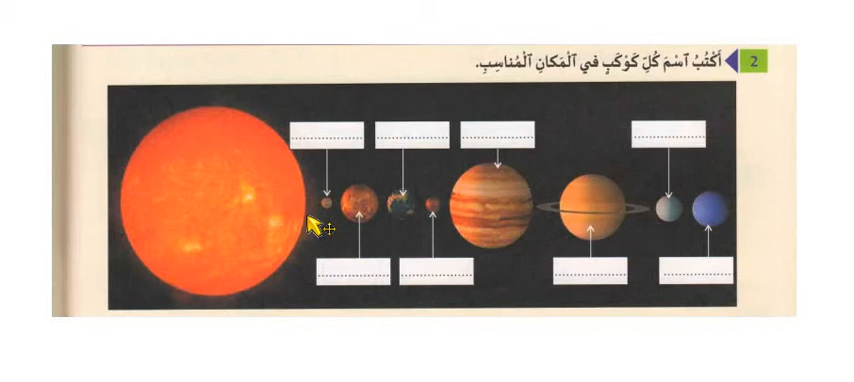 2 أَكْتُبُ ٱسْمَ كُلِّ كَوْكَبٍ في ٱلْمَكانِ ٱلْمُناسِبِ.